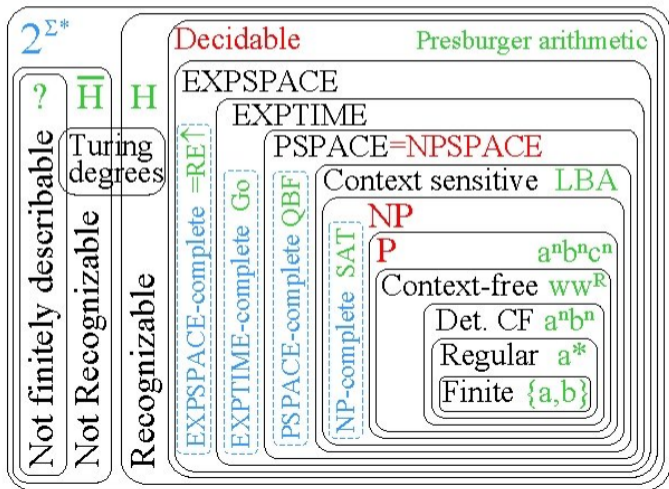 2^Σ*
Decidable Presburger arithmetic
? H̅ H
EXPSPACE
EXPTIME
Turing
degrees
PSPACE=NPSPACE
Context sensitive LBA
NP
P aⁿbⁿcⁿ
Context-free wwᴿ
Det. CF aⁿbⁿ
Regular a*
Finite {a,b}
Not finitely describable
Not Recognizable
Recognizable
EXPSPACE-complete =RE↑
EXPTIME-complete Go
PSPACE-complete QBF
NP-complete SAT